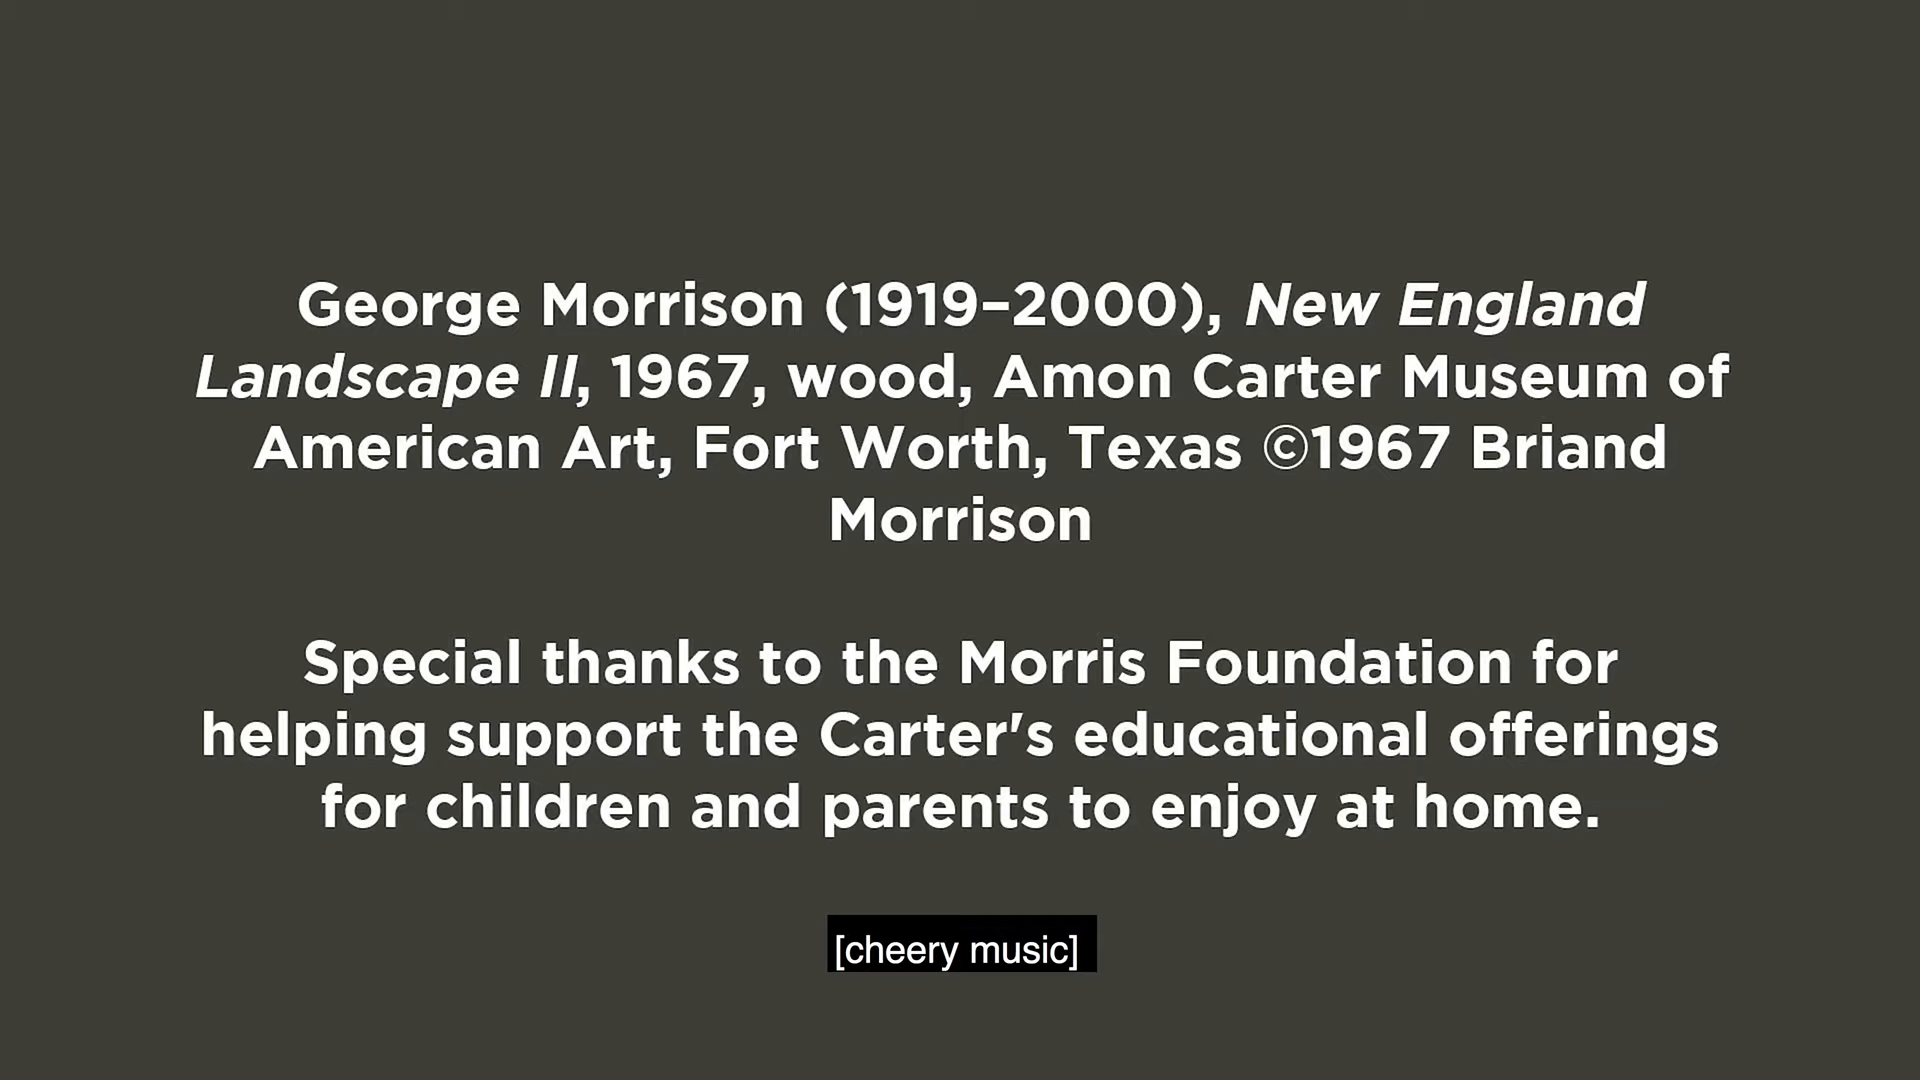 George Morrison (1919–2000), New England
Landscape II, 1967, wood, Amon Carter Museum of
American Art, Fort Worth, Texas ©1967 Briand
Morrison
Special thanks to the Morris Foundation for
helping support the Carter's educational offerings
for children and parents to enjoy at home.
[cheery music]